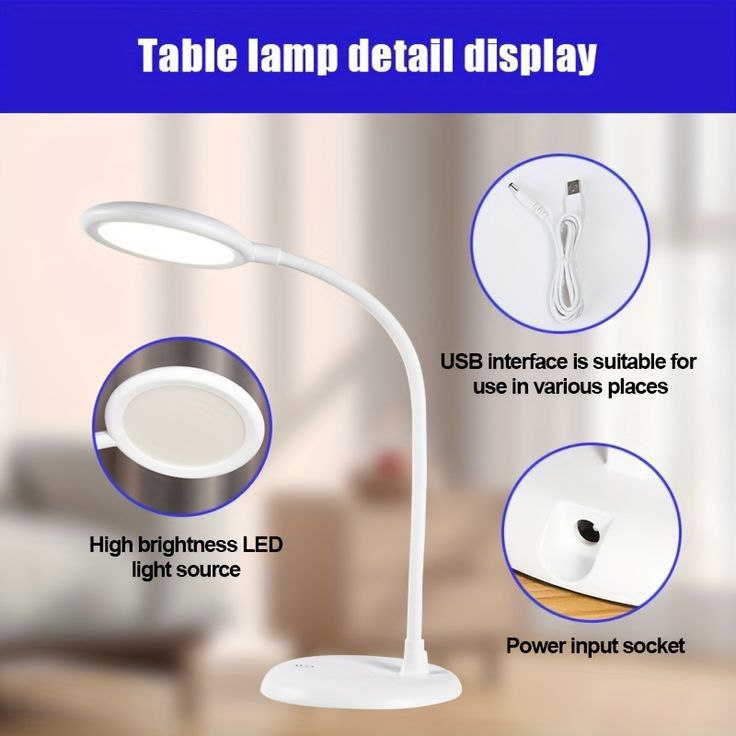 Table lamp detail display
USB interface is suitable for
use in various places
High brightness LED
light source
Power input socket